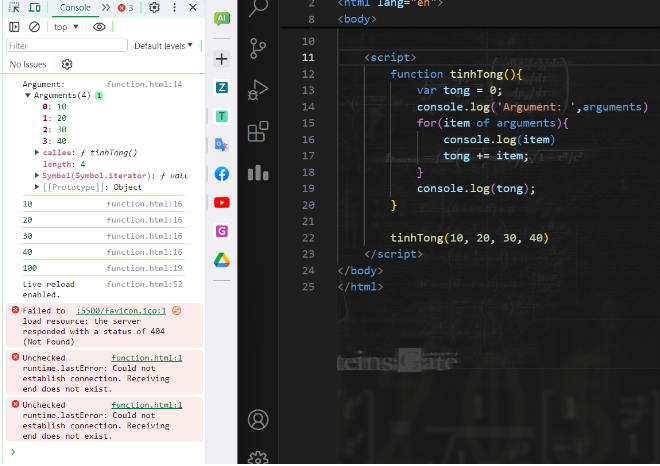 Console
3
top
Filter
Default levels
No Issues
Argument: function.html:14
Arguments(4) i
0: 10
1: 20
2: 30
3: 40
callee: ƒ tinhTong()
length: 4
Symbol(Symbol.iterator): ƒ valu
[[Prototype]]: Object
10 function.html:16
20 function.html:16
30 function.html:16
40 function.html:16
100 function.html:19
Live reload function.html:52
enabled.
Failed to :5500/favicon.ico:1
load resource: the server
responded with a status of 404
(Not Found)
Unchecked function.html:1
runtime.lastError: Could not
establish connection. Receiving
end does not exist.
Unchecked function.html:1
runtime.lastError: Could not
establish connection. Receiving
end does not exist.
AI
Z
T
G
2 <html lang="en">
8 <body>
10
11 <script>
12 function tinhTong(){
13 var tong = 0;
14 console.log('Argument: ',arguments)
15 for(item of arguments){
16 console.log(item)
17 tong += item;
18 }
19 console.log(tong);
20 }
21
22 tinhTong(10, 20, 30, 40)
23 </script>
24 </body>
25 </html>
teins;Gate